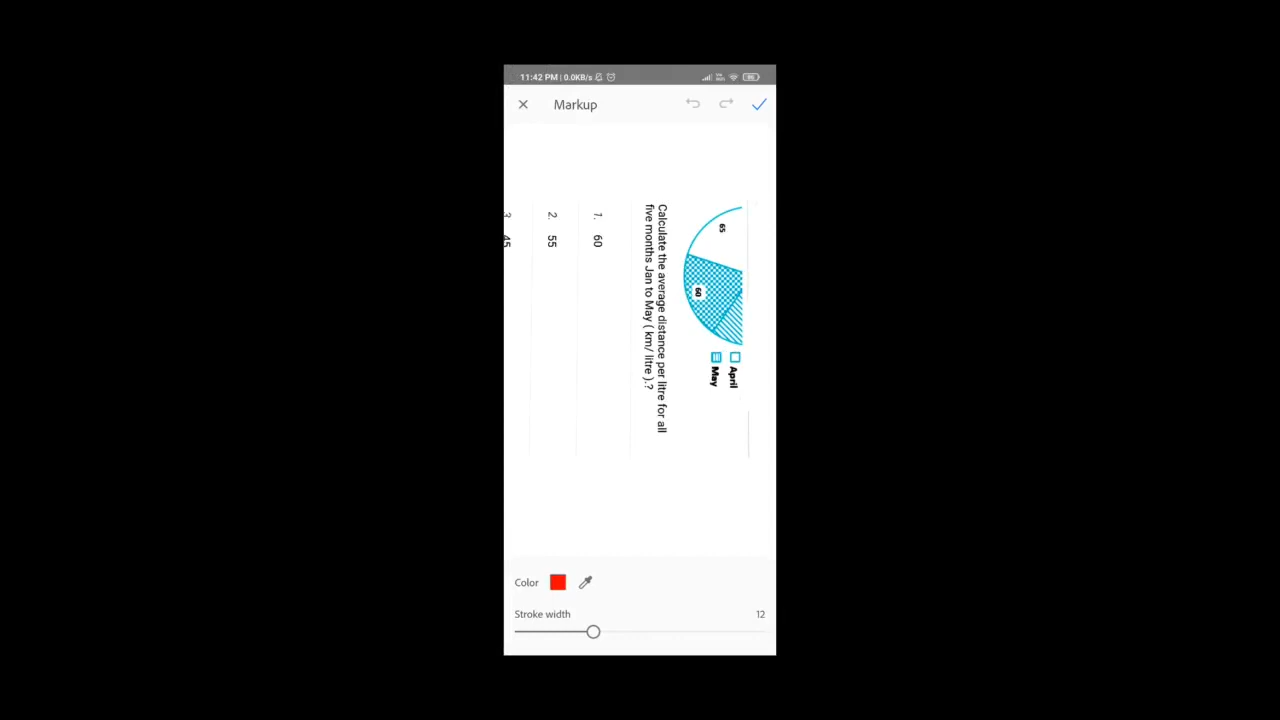 11:42 PM | 0.0KB/s
Markup
65
60
April
May
Calculate the average distance per litre for all
five months Jan to May ( km/ litre ).?
1. 60
2. 55
3 45
Color
Stroke width 12